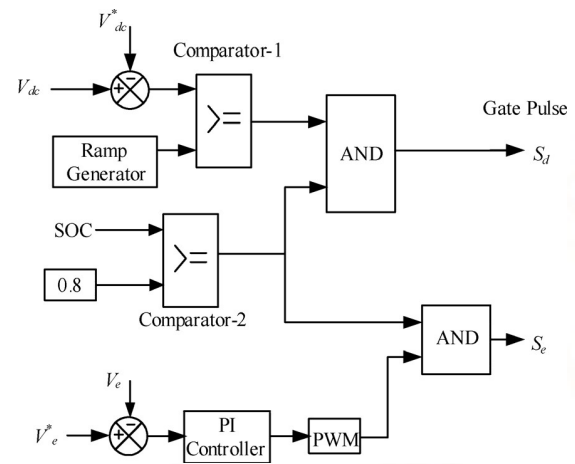 V*dc
Comparator-1
Vdc
+ −
>=
Ramp
Generator
AND
Gate Pulse
Sd
SOC
>=
0.8
Comparator-2
AND
Se
Ve
V*e
+ −
PI
Controller
PWM